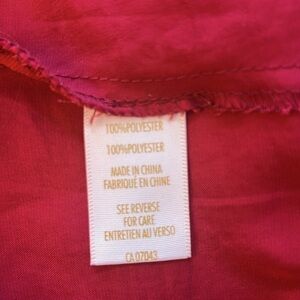 100%POLYESTER
100%POLYESTER
MADE IN CHINA
FABRIQUÉ EN CHINE
SEE REVERSE
FOR CARE
ENTRETIEN AU VERSO
CA 07043